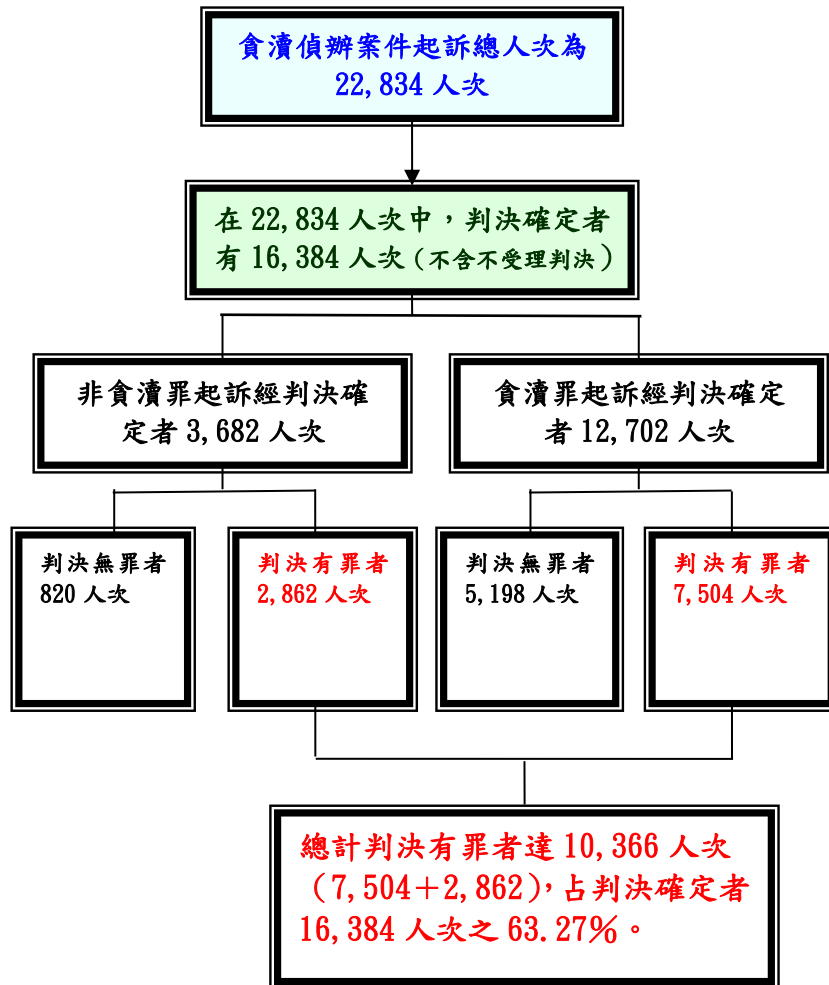 貪瀆偵辦案件起訴總人次為
22,834 人次
在 22,834 人次中，判決確定者
有 16,384 人次（不含不受理判決）
非貪瀆罪起訴經判決確
定者 3,682 人次
貪瀆罪起訴經判決確定
者 12,702 人次
判決無罪者
820 人次
判決有罪者
2,862 人次
判決無罪者
5,198 人次
判決有罪者
7,504 人次
總計判決有罪者達 10,366 人次
（7,504＋2,862），占判決確定者
16,384 人次之 63.27％。